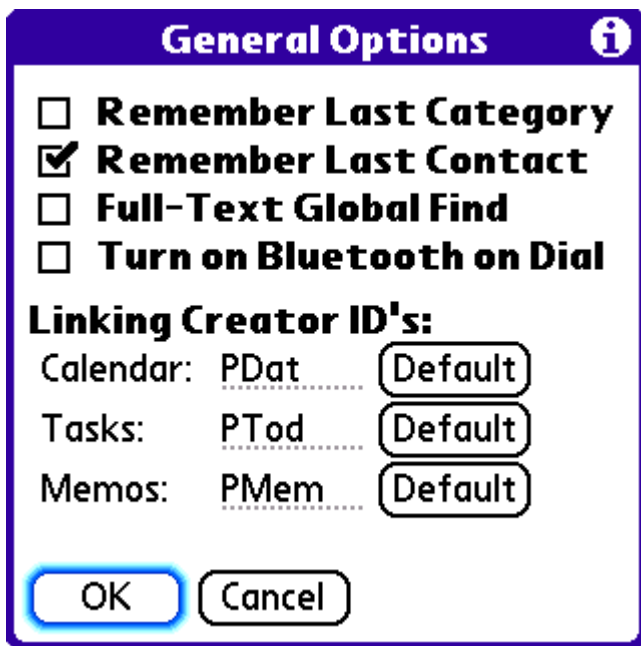 General Options
Remember Last Category
Remember Last Contact
Full-Text Global Find
Turn on Bluetooth on Dial
Linking Creator ID's:
Calendar: PDat Default
Tasks: PTod Default
Memos: PMem Default
OK Cancel